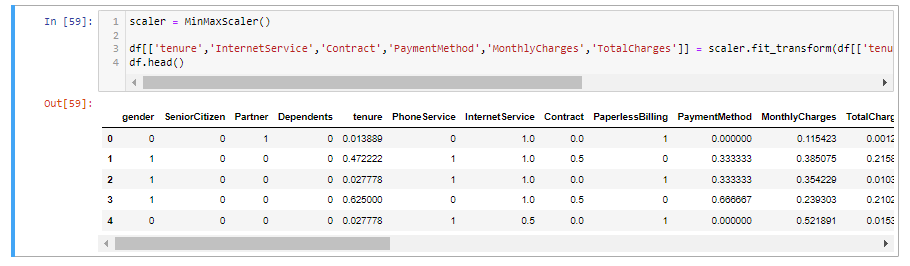 In [59]:
1 scaler = MinMaxScaler()
2
3 df[['tenure','InternetService','Contract','PaymentMethod','MonthlyCharges','TotalCharges']] = scaler.fit_transform(df[['tenu
4 df.head()
Out[59]:
gender SeniorCitizen Partner Dependents tenure PhoneService InternetService Contract PaperlessBilling PaymentMethod MonthlyCharges TotalCharg
0 0 0 1 0 0.013889 0 1.0 0.0 1 0.000000 0.115423 0.0012
1 1 0 0 0 0.472222 1 1.0 0.5 0 0.333333 0.385075 0.2158
2 1 0 0 0 0.027778 1 1.0 0.0 1 0.333333 0.354229 0.0103
3 1 0 0 0 0.625000 0 1.0 0.5 0 0.666667 0.239303 0.2102
4 0 0 0 0 0.027778 1 0.5 0.0 1 0.000000 0.521891 0.0153